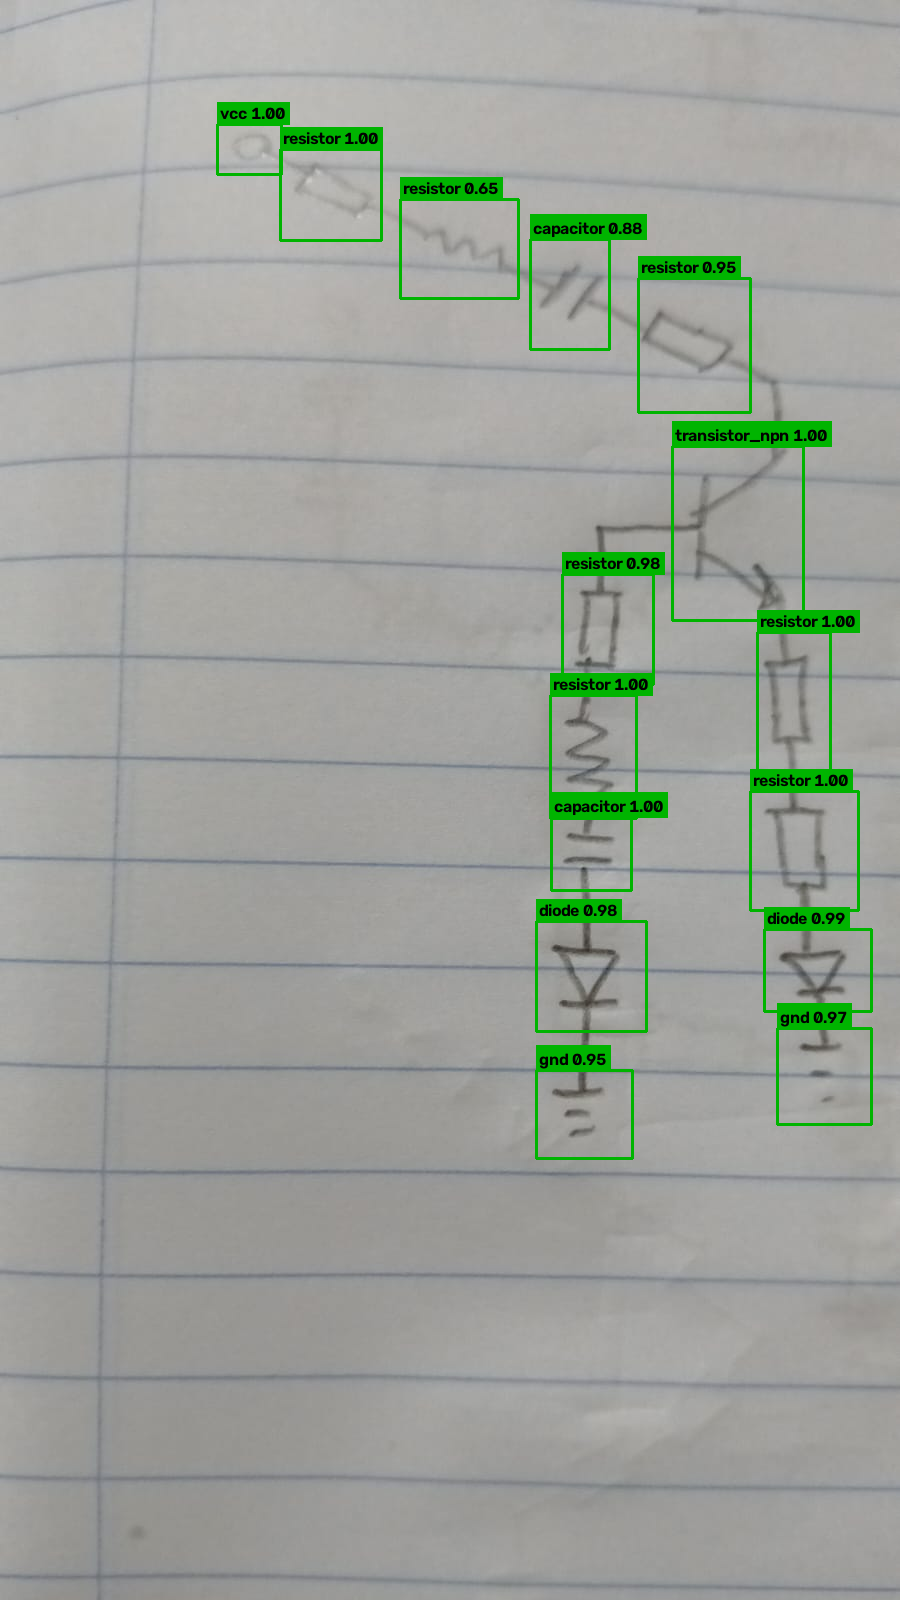 vcc 1.00
resistor 1.00
resistor 0.65
capacitor 0.88
resistor 0.95
transistor_npn 1.00
resistor 0.98
resistor 1.00
resistor 1.00
resistor 1.00
capacitor 1.00
diode 0.98
diode 0.99
gnd 0.97
gnd 0.95